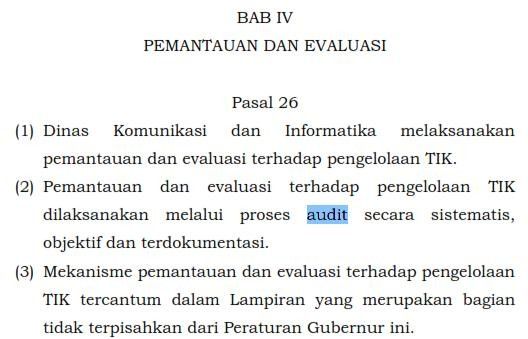 BAB IV
PEMANTAUAN DAN EVALUASI
Pasal 26
(1) Dinas Komunikasi dan Informatika melaksanakan
pemantauan dan evaluasi terhadap pengelolaan TIK.
(2) Pemantauan dan evaluasi terhadap pengelolaan TIK
dilaksanakan melalui proses audit secara sistematis,
objektif dan terdokumentasi.
(3) Mekanisme pemantauan dan evaluasi terhadap pengelolaan
TIK tercantum dalam Lampiran yang merupakan bagian
tidak terpisahkan dari Peraturan Gubernur ini.